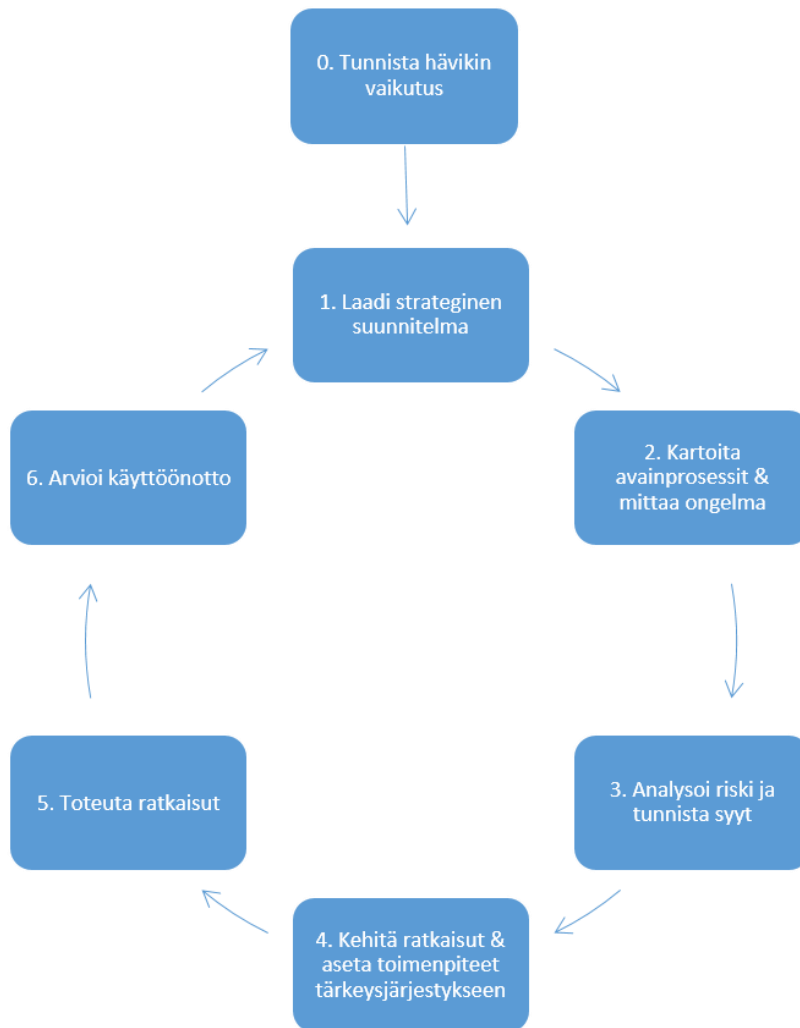 0. Tunnista hävikin
vaikutus
1. Laadi strateginen
suunnitelma
2. Kartoita
avainprosessit &
mittaa ongelma
3. Analysoi riski ja
tunnista syyt
4. Kehitä ratkaisut &
aseta toimenpiteet
tärkeysjärjestykseen
5. Toteuta ratkaisut
6. Arvioi käyttöönotto